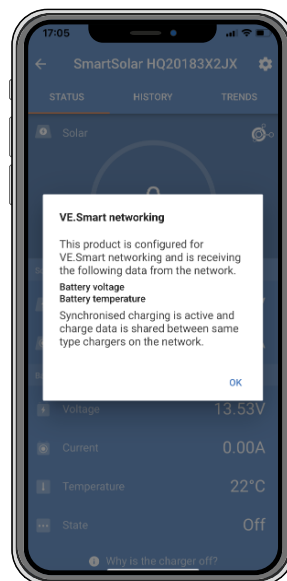 17:05
SmartSolar HQ20183X2JX
STATUS HISTORY TRENDS
Solar
VE.Smart networking
This product is configured for
VE.Smart networking and is receiving
the following data from the network.
Battery voltage
Battery temperature
Synchronised charging is active and
charge data is shared between same
type chargers on the network.
OK
Voltage 13.53V
Current 0.00A
Temperature 22°C
State Off
Why is the charger off?